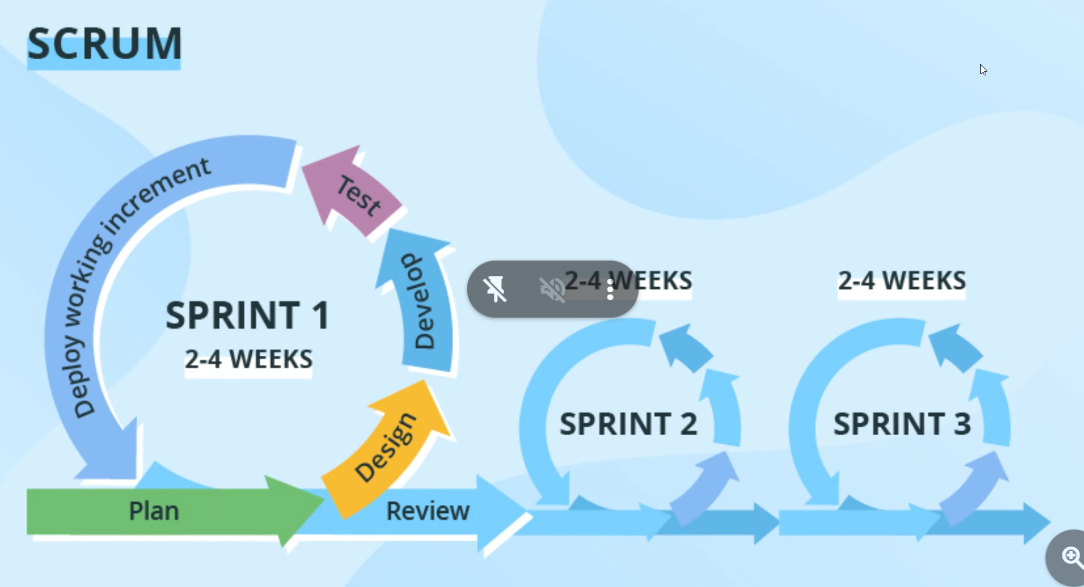 SCRUM
Deploy working increment
Test
Develop
Design
SPRINT 1
2-4 WEEKS
Plan
Review
2-4 WEEKS
SPRINT 2
2-4 WEEKS
SPRINT 3